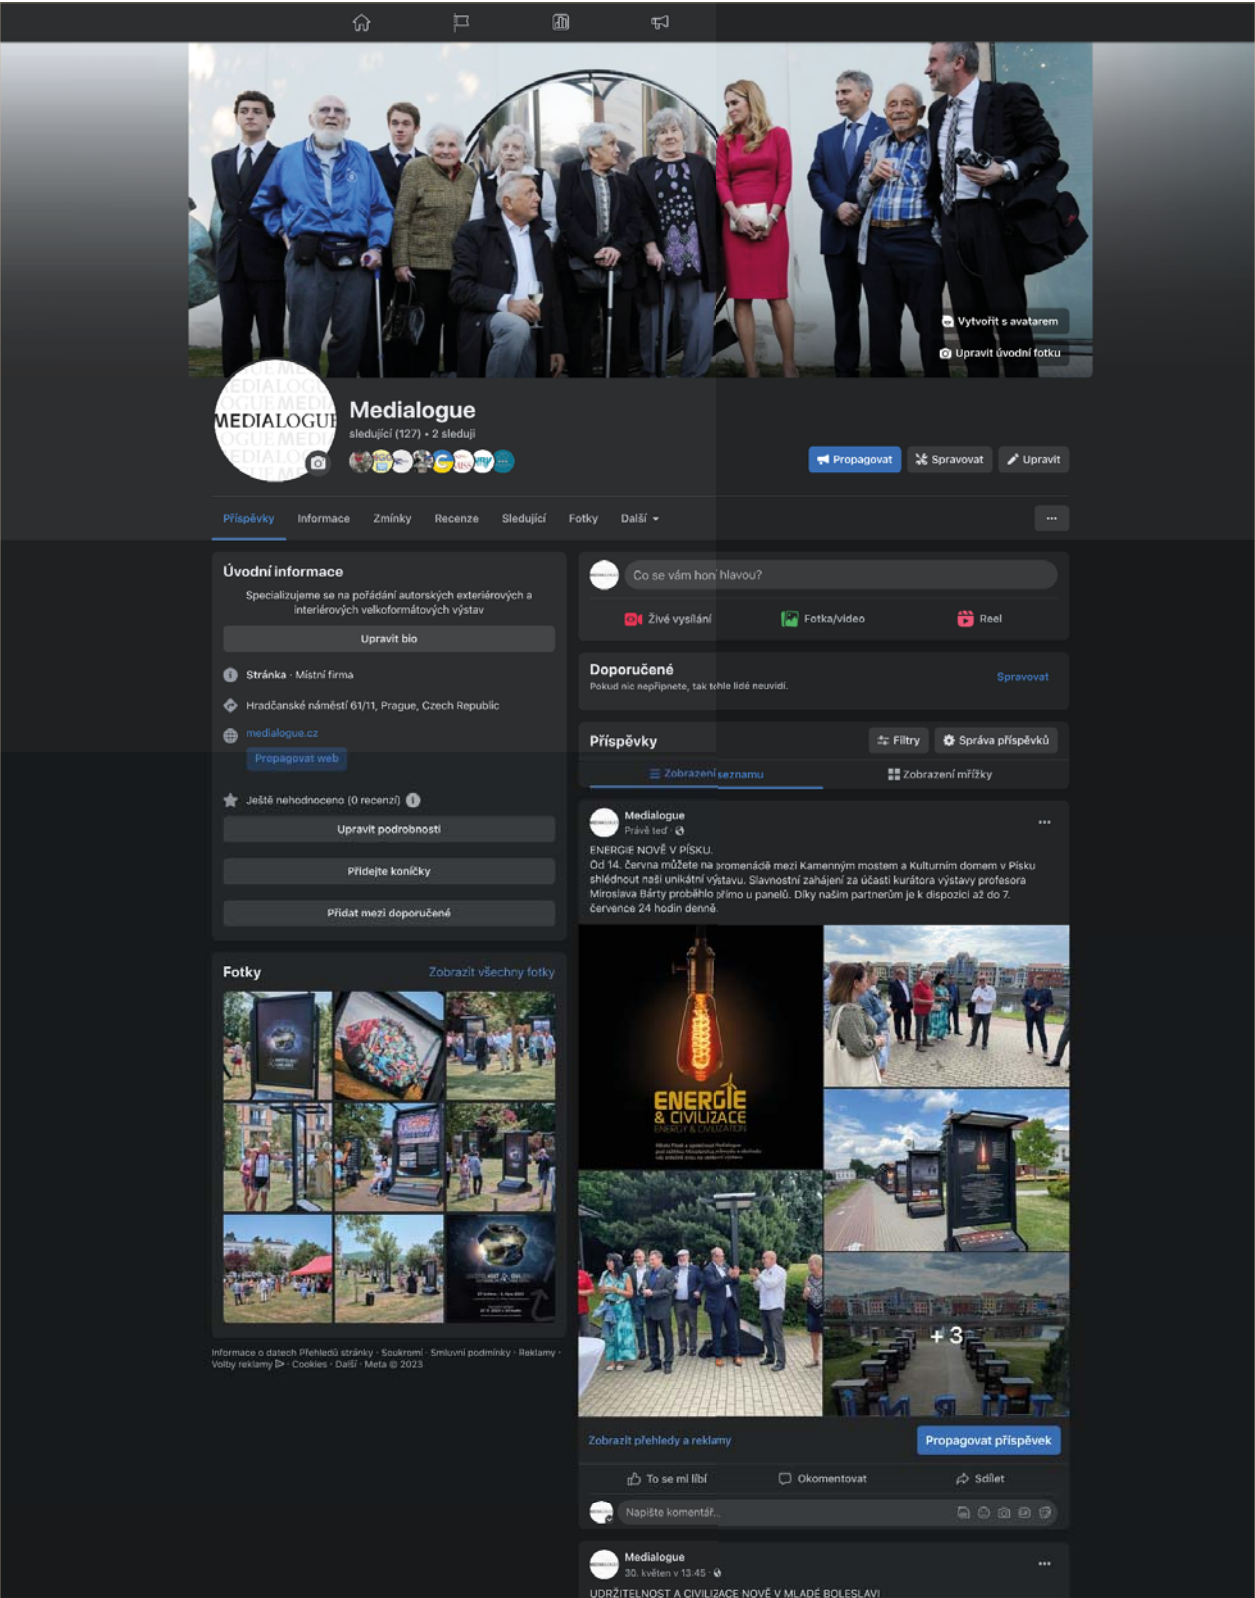 Vytvořit s avatarem
Upravit úvodní fotku
MEDIALOGUE
Medialogue
sledující (127) • 2 sleduji
Propagovat
Spravovat
Upravit
Příspěvky
Informace
Zmínky
Recenze
Sledující
Fotky
Další
Úvodní informace
Specializujeme se na pořádání autorských exteriérových a
interiérových velkoformátových výstav
Upravit bio
Stránka · Místní firma
Hradčanské náměstí 61/11, Prague, Czech Republic
medialogue.cz
Propagovat web
Ještě nehodnoceno (0 recenzí)
Upravit podrobnosti
Přidejte koníčky
Přidat mezi doporučené
Fotky
Zobrazit všechny fotky
Informace o datech Přehledů stránky · Soukromí · Smluvní podmínky · Reklamy ·
Volby reklamy · Cookies · Další · Meta © 2023
Co se vám honí hlavou?
Živé vysílání
Fotka/video
Reel
Doporučené
Pokud nic nepřipnete, tak tohle lidé neuvidí.
Spravovat
Příspěvky
Filtry
Správa příspěvků
Zobrazení seznamu
Zobrazení mřížky
Medialogue
Právě teď ·
ENERGIE NOVĚ V PÍSKU.
Od 14. června můžete na promenádě mezi Kamenným mostem a Kulturním domem v Písku
shlédnout naši unikátní výstavu. Slavnostní zahájení za účasti kurátora výstavy profesora
Miroslava Bárty proběhlo přímo u panelů. Díky našim partnerům je k dispozici až do 7.
července 24 hodin denně.
ENERGIE
& CIVILIZACE
ENERGY & CIVILIZATION
+ 3
Zobrazit přehledy a reklamy
Propagovat příspěvek
To se mi líbí
Okomentovat
Sdílet
Napište komentář...
Medialogue
30. květen v 13:45 ·
UDRŽITELNOST A CIVILIZACE NOVĚ V MLADÉ BOLESLAVI